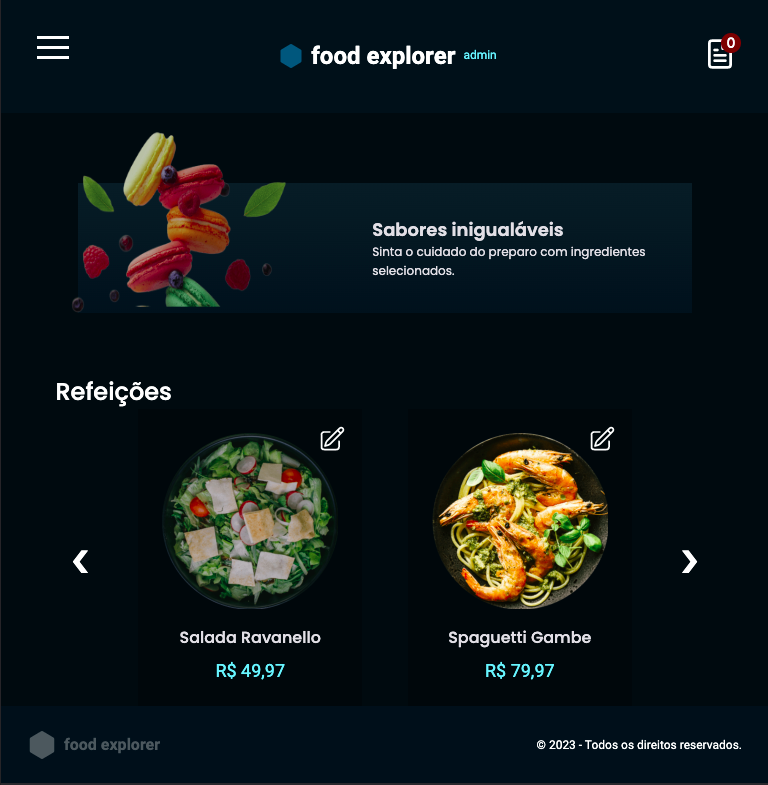 food explorer admin
0
Sabores inigualáveis
Sinta o cuidado do preparo com ingredientes
selecionados.
Refeições
Salada Ravanello
Spaguetti Gambe
R$ 49,97
R$ 79,97
food explorer
© 2023 - Todos os direitos reservados.